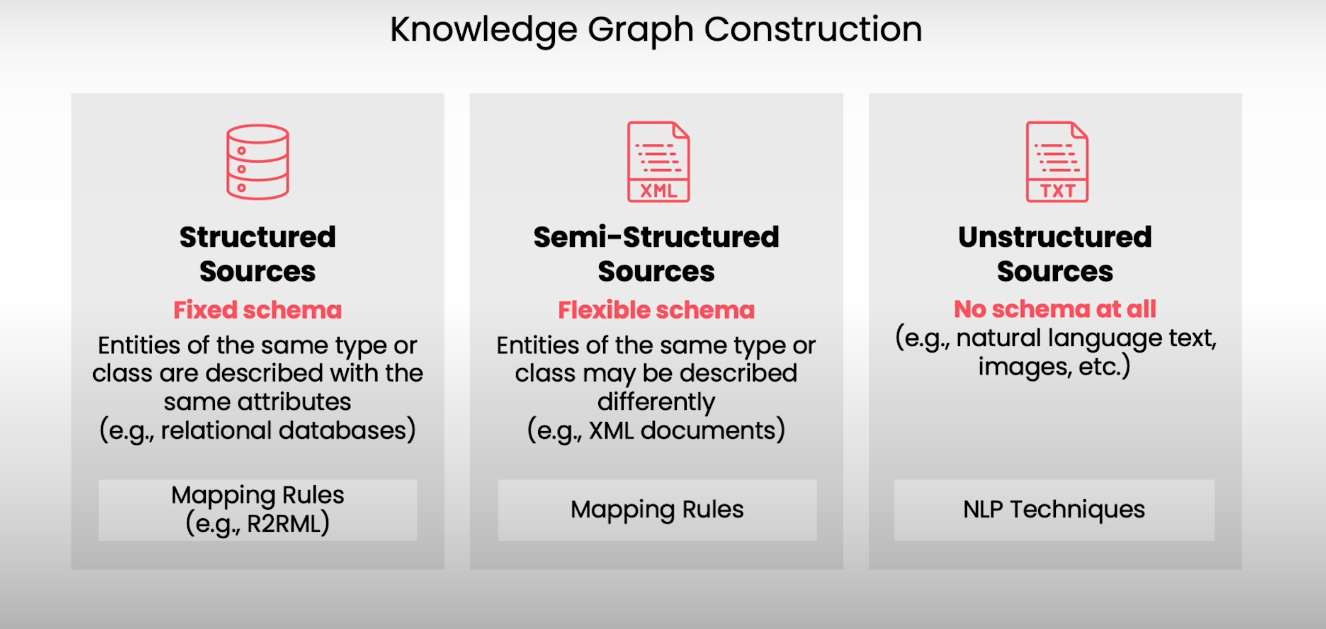 Knowledge Graph Construction
Structured
Sources
Fixed schema
Entities of the same type or
class are described with the
same attributes
(e.g., relational databases)
Mapping Rules
(e.g., R2RML)
XML
Semi-Structured
Sources
Flexible schema
Entities of the same type or
class may be described
differently
(e.g., XML documents)
Mapping Rules
TXT
Unstructured
Sources
No schema at all
(e.g., natural language text,
images, etc.)
NLP Techniques